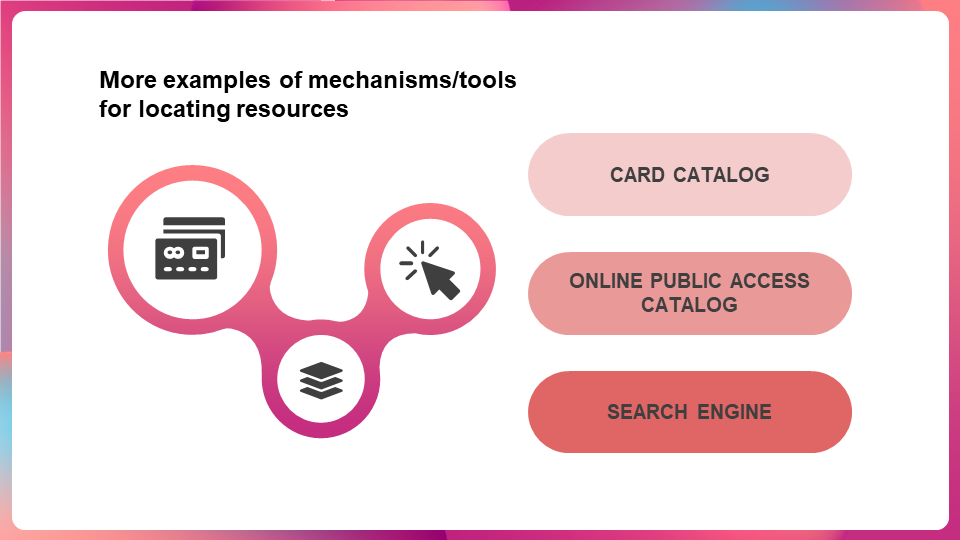 More examples of mechanisms/tools
for locating resources
CARD CATALOG
ONLINE PUBLIC ACCESS
CATALOG
SEARCH ENGINE